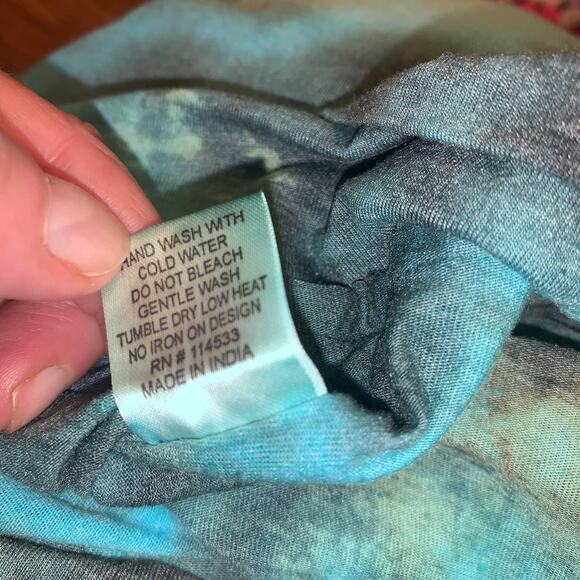 HAND WASH WITH
COLD WATER
DO NOT BLEACH
GENTLE WASH
TUMBLE DRY LOW HEAT
NO IRON ON DESIGN
RN # 114533
MADE IN INDIA